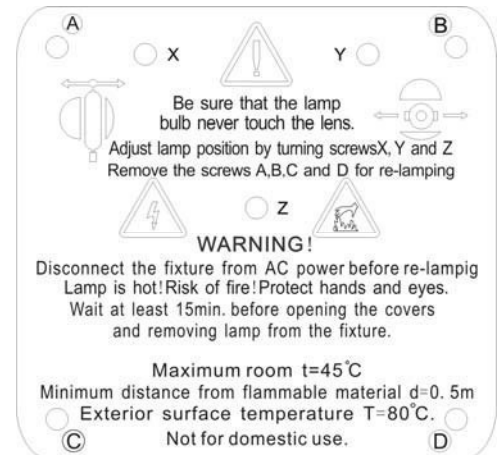 A B
X Y
Be sure that the lamp
bulb never touch the lens.
Adjust lamp position by turning screwsX, Y and Z
Remove the screws A,B,C and D for re-lamping
Z
WARNING!
Disconnect the fixture from AC power before re-lampig
Lamp is hot!Risk of fire!Protect hands and eyes.
Wait at least 15min. before opening the covers
and removing lamp from the fixture.
Maximum room t=45℃
Minimum distance from flammable material d=0.5m
Exterior surface temperature T=80℃.
C Not for domestic use. D